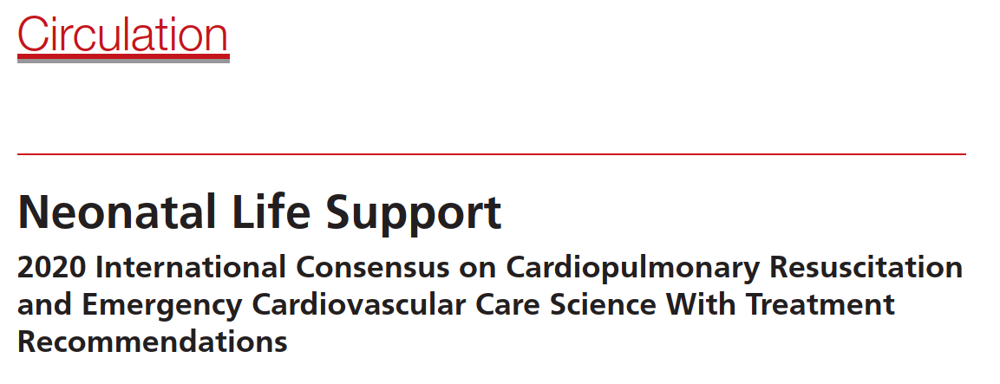 Circulation
Neonatal Life Support
2020 International Consensus on Cardiopulmonary Resuscitation
and Emergency Cardiovascular Care Science With Treatment
Recommendations